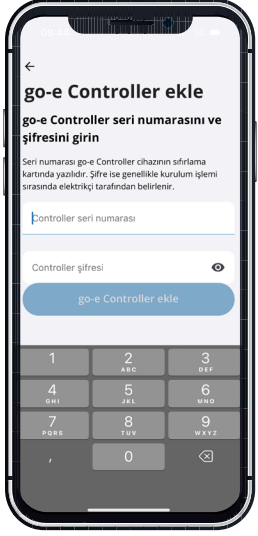 go-e Controller ekle
go-e Controller seri numarasını ve
şifresini girin
Seri numarası go-e Controller cihazının sıfırlama
kartında yazılıdır. Şifre ise genellikle kurulum işlemi
sırasında elektrikçi tarafından belirlenir.
Controller seri numarası
Controller şifresi
go-e Controller ekle
1 2 3
ABC DEF
4 5 6
GHI JKL MNO
7 8 9
PQRS TUV WXYZ
, 0